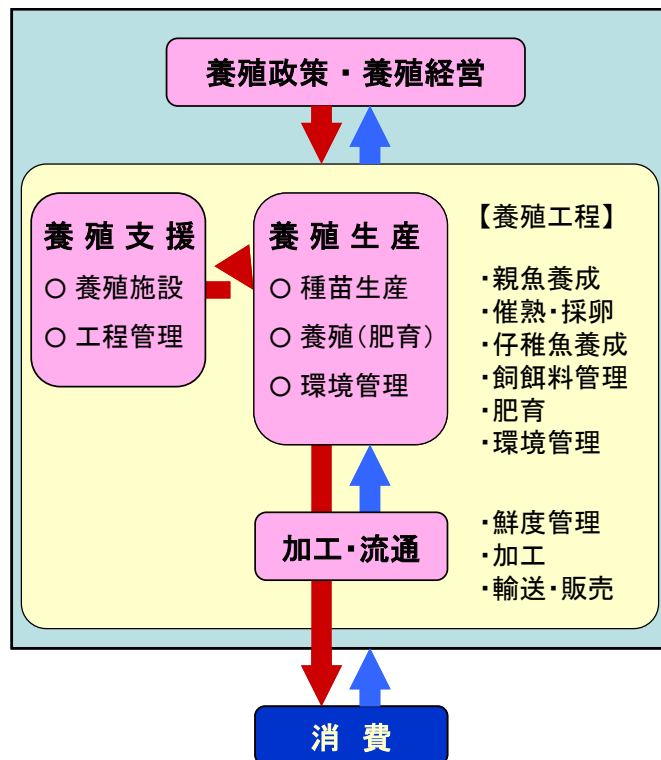 養殖政策・養殖経営
養殖支援
○ 養殖施設
○ 工程管理
養殖生産
○ 種苗生産
○ 養殖(肥育)
○ 環境管理
【養殖工程】
・親魚養成
・催熟・採卵
・仔稚魚養成
・飼餌料管理
・肥育
・環境管理
加工・流通
・鮮度管理
・加工
・輸送・販売
消費